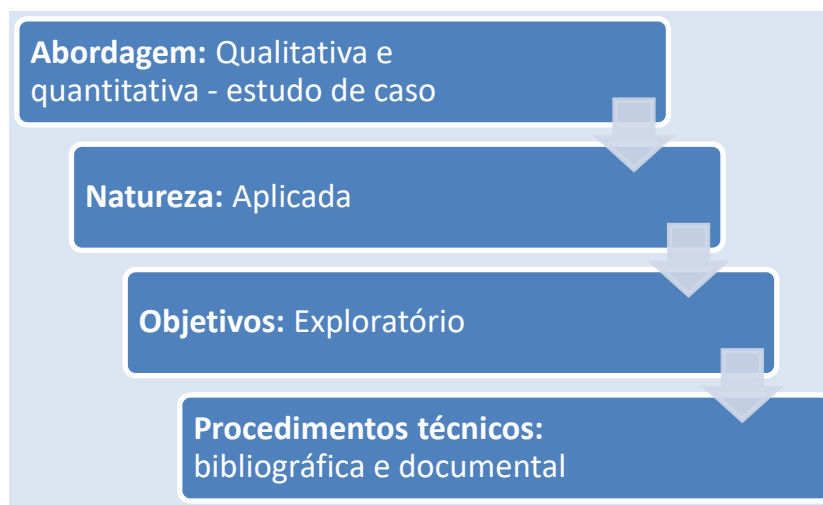 Abordagem: Qualitativa e
quantitativa - estudo de caso
Natureza: Aplicada
Objetivos: Exploratório
Procedimentos técnicos:
bibliográfica e documental